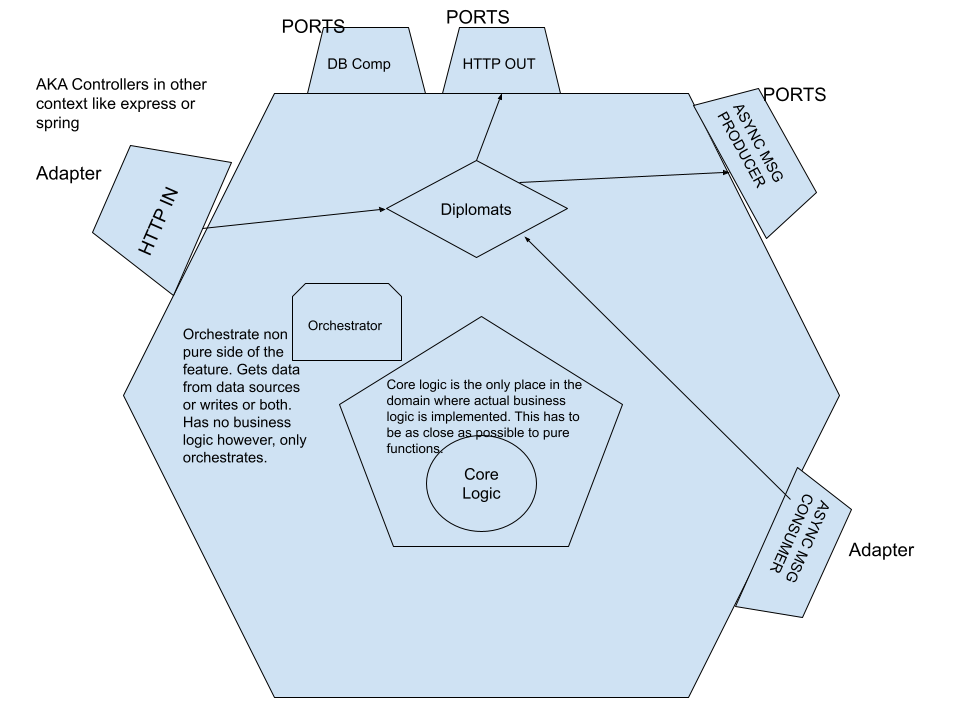 PORTS
PORTS
DB Comp
HTTP OUT
AKA Controllers in other
context like express or
spring
PORTS
ASYNC MSG
PRODUCER
Adapter
HTTP IN
Diplomats
Orchestrator
Orchestrate non
pure side of the
feature. Gets data
from data sources
or writes or both.
Has no business
logic however, only
orchestrates.
Core logic is the only place in the
domain where actual business
logic is implemented. This has to
be as close as possible to pure
functions.
Core
Logic
ASYNC MSG
CONSUMER
Adapter